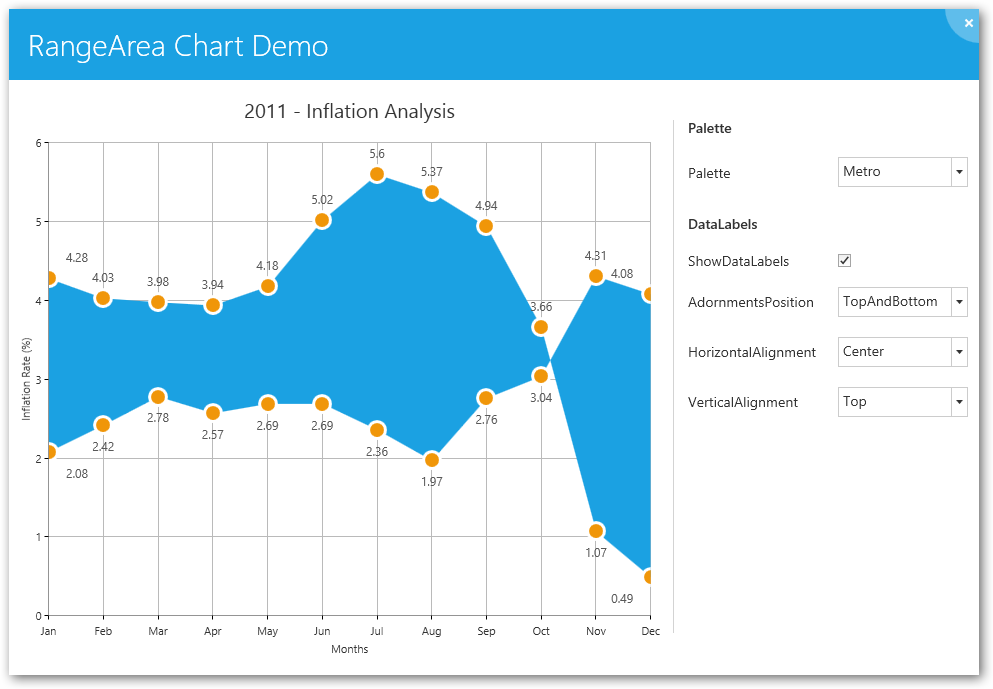 RangeArea Chart Demo
2011 - Inflation Analysis
Inflation Rate (%)
6
5
4
3
2
1
0
4.28
4.03
3.98
3.94
4.18
5.02
5.6
5.37
4.94
3.66
4.31
4.08
2.08
2.42
2.78
2.57
2.69
2.69
2.36
1.97
2.76
3.04
1.07
0.49
Jan Feb Mar Apr May Jun Jul Aug Sep Oct Nov Dec
Months
Palette
Palette Metro
DataLabels
ShowDataLabels
AdornmentsPosition TopAndBottom
HorizontalAlignment Center
VerticalAlignment Top